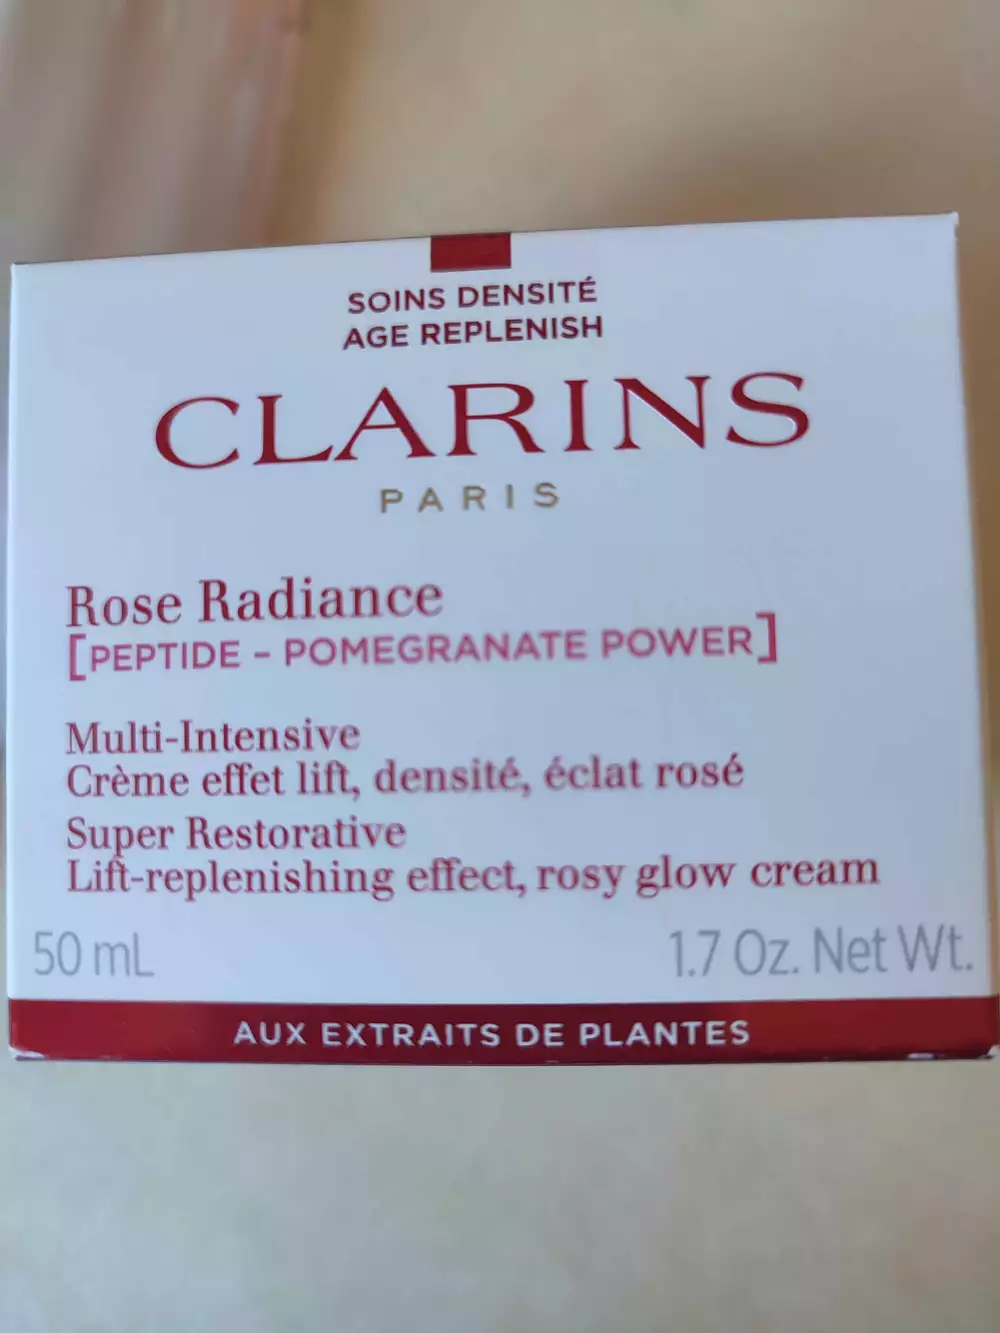 SOINS DENSITÉ
AGE REPLENISH
CLARINS
PARIS
Rose Radiance
[PEPTIDE – POMEGRANATE POWER]
Multi-Intensive
Crème effet lift, densité, éclat rosé
Super Restorative
Lift-replenishing effect, rosy glow cream
50 mL 1.7 Oz. Net Wt.
AUX EXTRAITS DE PLANTES